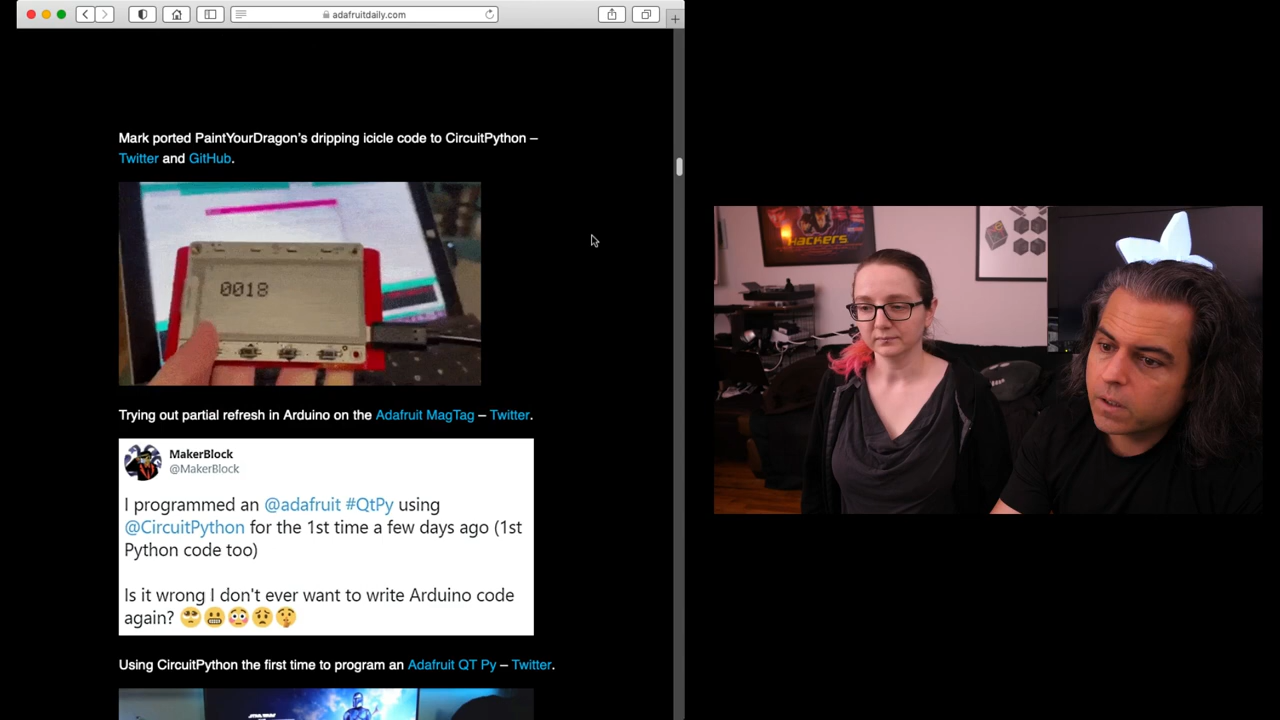 adafruitdaily.com
Mark ported PaintYourDragon's dripping icicle code to CircuitPython –
Twitter and GitHub.
0018
Trying out partial refresh in Arduino on the Adafruit MagTag – Twitter.
MakerBlock
@MakerBlock
I programmed an @adafruit #QtPy using
@CircuitPython for the 1st time a few days ago (1st
Python code too)
Is it wrong I don't ever want to write Arduino code
again? 🥺😬😳😟🤫
Using CircuitPython the first time to program an Adafruit QT Py – Twitter.
STAR WARS
HACKERS